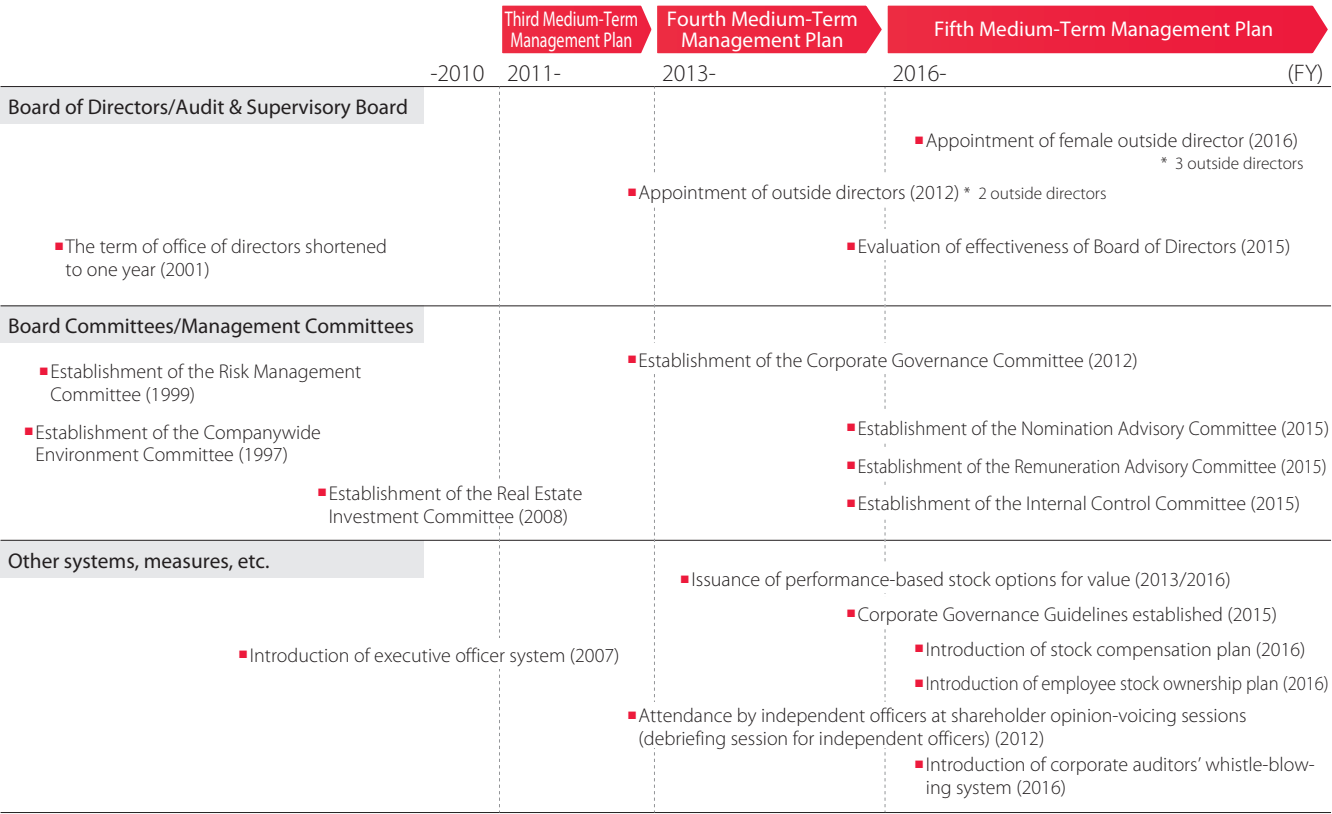 Third Medium-Term
Management Plan
Fourth Medium-Term
Management Plan
Fifth Medium-Term Management Plan
-2010
2011-
2013-
2016-
(FY)
Board of Directors/Audit & Supervisory Board
Appointment of female outside director (2016)
* 3 outside directors
Appointment of outside directors (2012) * 2 outside directors
The term of office of directors shortened
to one year (2001)
Evaluation of effectiveness of Board of Directors (2015)
Board Committees/Management Committees
Establishment of the Corporate Governance Committee (2012)
Establishment of the Risk Management
Committee (1999)
Establishment of the Companywide
Environment Committee (1997)
Establishment of the Nomination Advisory Committee (2015)
Establishment of the Remuneration Advisory Committee (2015)
Establishment of the Real Estate
Investment Committee (2008)
Establishment of the Internal Control Committee (2015)
Other systems, measures, etc.
Issuance of performance-based stock options for value (2013/2016)
Corporate Governance Guidelines established (2015)
Introduction of executive officer system (2007)
Introduction of stock compensation plan (2016)
Introduction of employee stock ownership plan (2016)
Attendance by independent officers at shareholder opinion-voicing sessions
(debriefing session for independent officers) (2012)
Introduction of corporate auditors' whistle-blow-
ing system (2016)